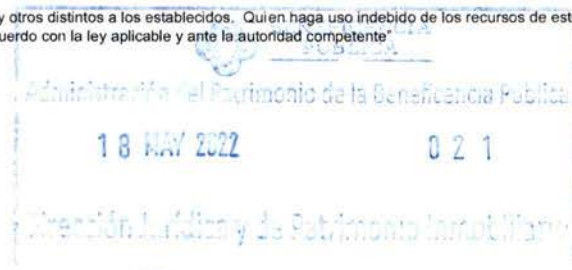 y otros distintos a los establecidos. Quien haga uso indebido de los recursos de est
uerdo con la ley aplicable y ante la autoridad competente"
PÚBLICA
Administración del Patrimonio de la Beneficencia Pública
18 MAY 2022 021
Dirección Jurídica y de Patrimonio Inmobiliario